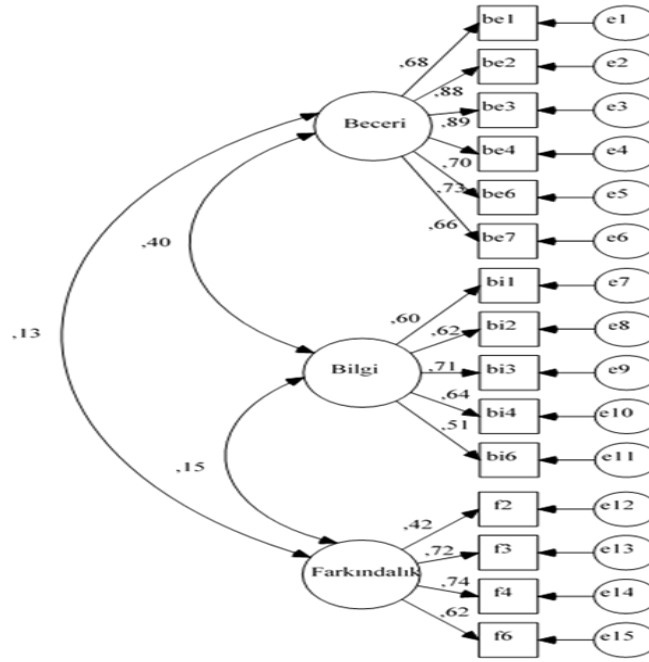 be1 e1
,68
be2 e2
,88
be3 e3
Beceri ,89
be4 e4
,70
,73 be6 e5
,66 be7 e6
,40
bi1 e7
,60
,62 bi2 e8
,13
Bilgi ,71 bi3 e9
,64
bi4 e10
,51
bi6 e11
,15
f2 e12
,42
,72 f3 e13
Farkındalık ,74 f4 e14
,62
f6 e15